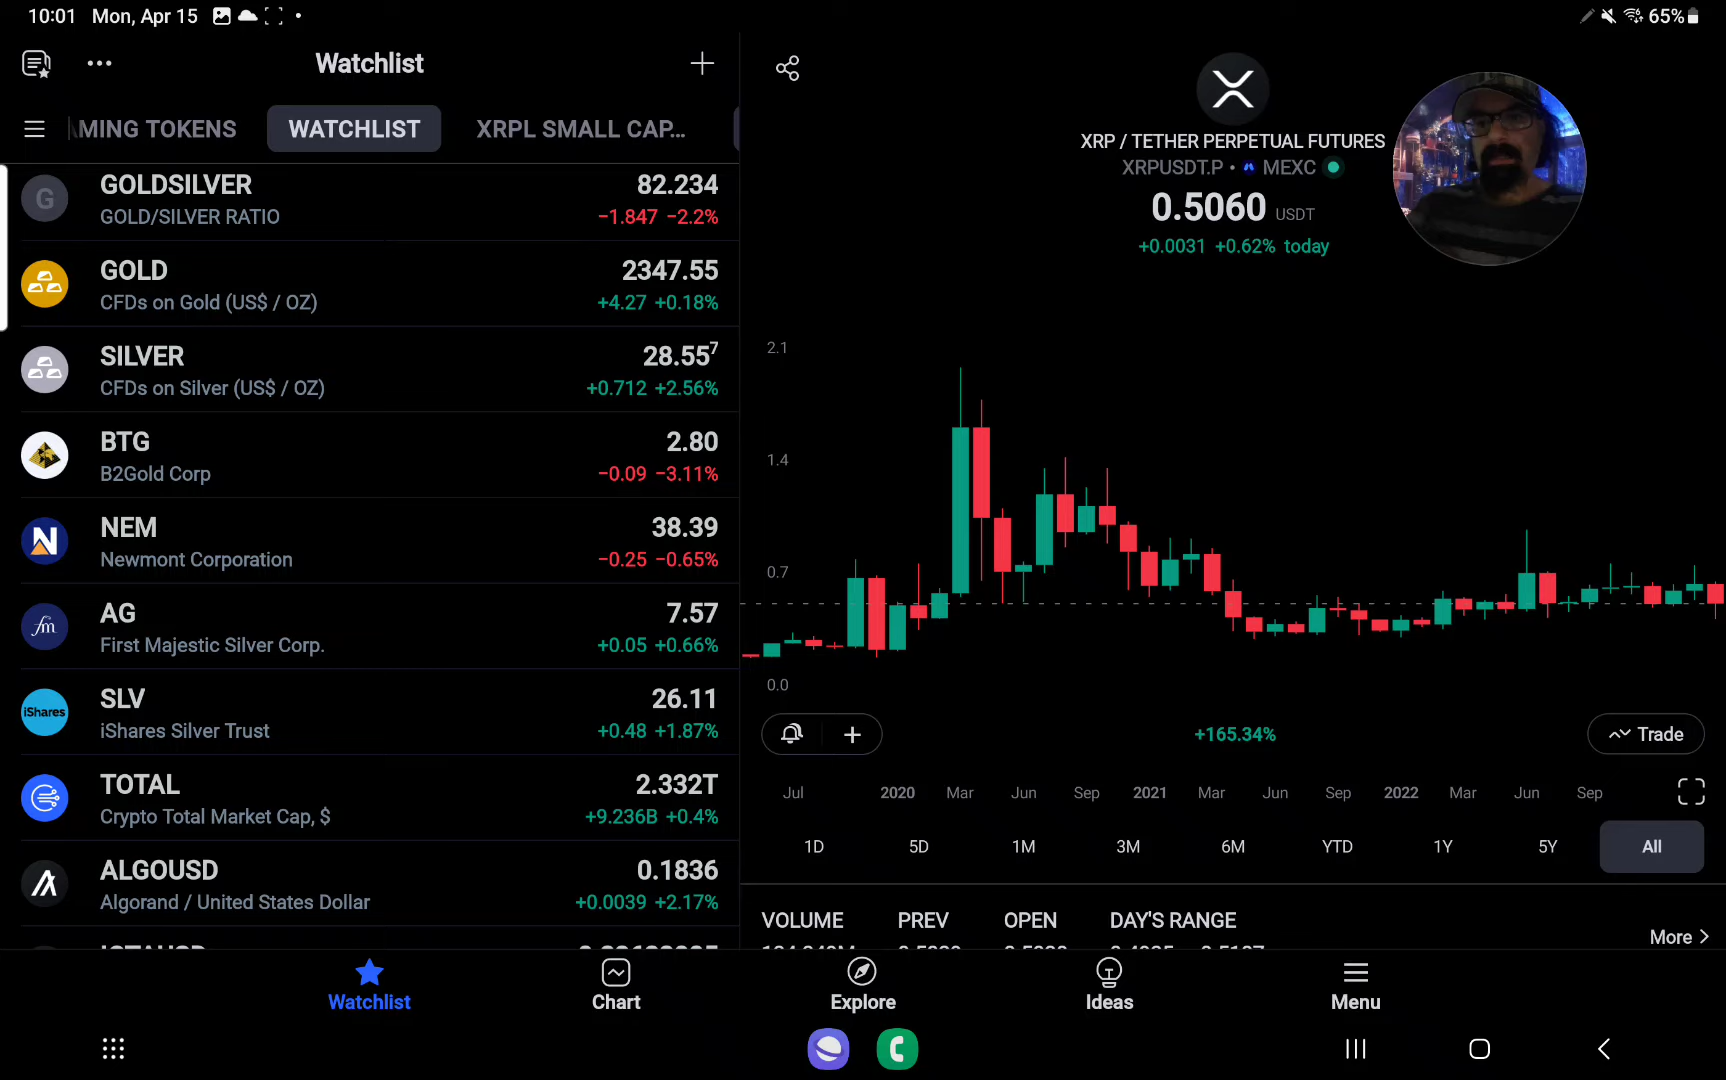 10:01 Mon, Apr 15
65%
Watchlist
MING TOKENS WATCHLIST XRPL SMALL CAP...
G
GOLDSILVER 82.234
GOLD/SILVER RATIO −1.847 −2.2%
GOLD 2347.55
CFDs on Gold (US$ / OZ) +4.27 +0.18%
SILVER 28.55⁷
CFDs on Silver (US$ / OZ) +0.712 +2.56%
BTG 2.80
B2Gold Corp −0.09 −3.11%
N
NEM 38.39
Newmont Corporation −0.25 −0.65%
fm
AG 7.57
First Majestic Silver Corp. +0.05 +0.66%
iShares
SLV 26.11
iShares Silver Trust +0.48 +1.87%
TOTAL 2.332T
Crypto Total Market Cap, $ +9.236B +0.4%
ALGOUSD 0.1836
Algorand / United States Dollar +0.0039 +2.17%
XRP / TETHER PERPETUAL FUTURES
XRPUSDT.P • MEXC
0.5060 USDT
+0.0031 +0.62% today
2.1
1.4
0.7
0.0
+165.34%
Trade
Jul 2020 Mar Jun Sep 2021 Mar Jun Sep 2022 Mar Jun Sep
1D 5D 1M 3M 6M YTD 1Y 5Y All
VOLUME PREV OPEN DAY'S RANGE
More
Watchlist Chart Explore Ideas Menu